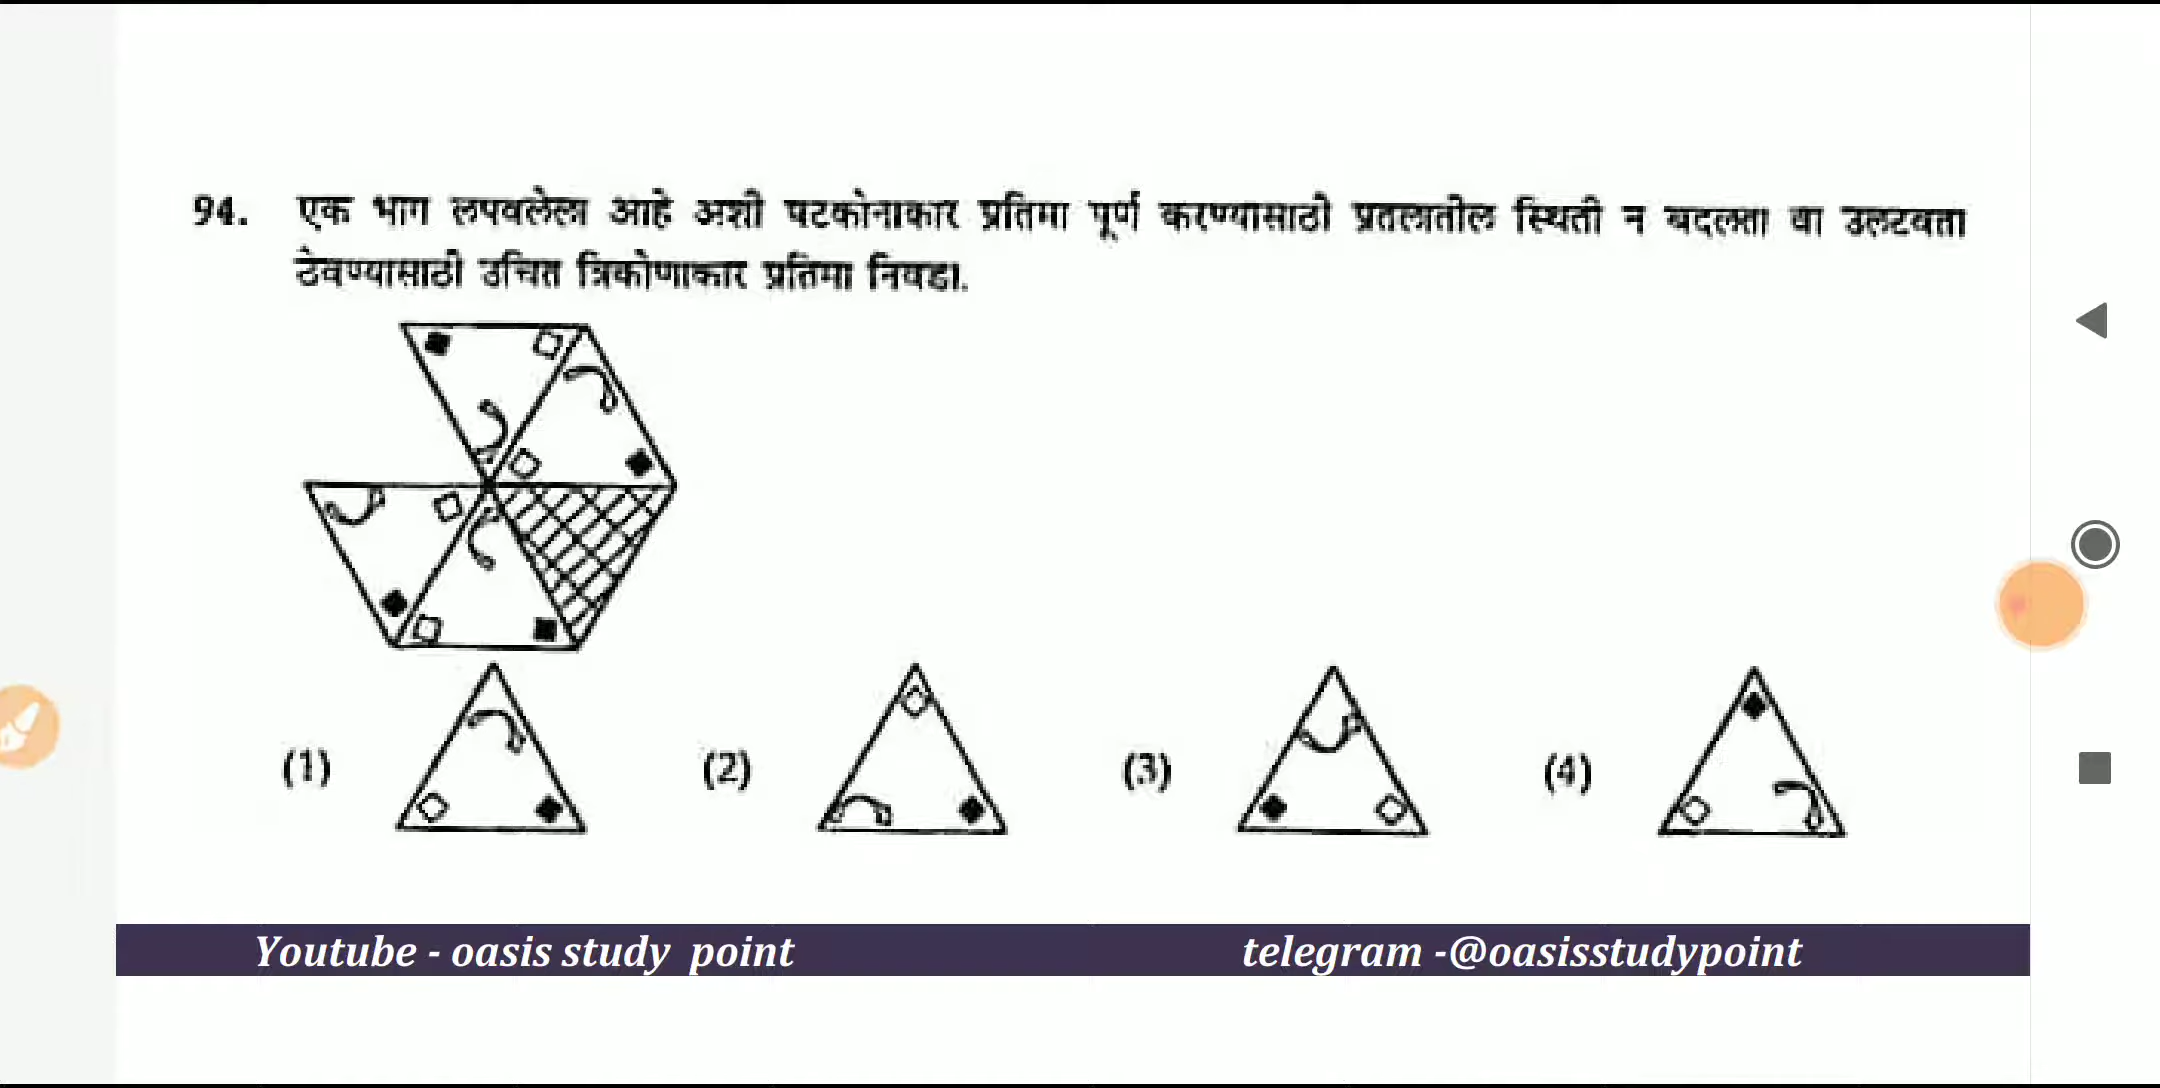 94. एक भाग लपवलेला आहे अशी षटकोनाकार प्रतिमा पूर्ण करण्यासाठी प्रतलातील स्थिती न बदलता वा उलटवता
ठेवण्यासाठी उचित त्रिकोणाकार प्रतिमा निवडा.
(1) (2) (3) (4)
Youtube - oasis study point telegram -@oasisstudypoint